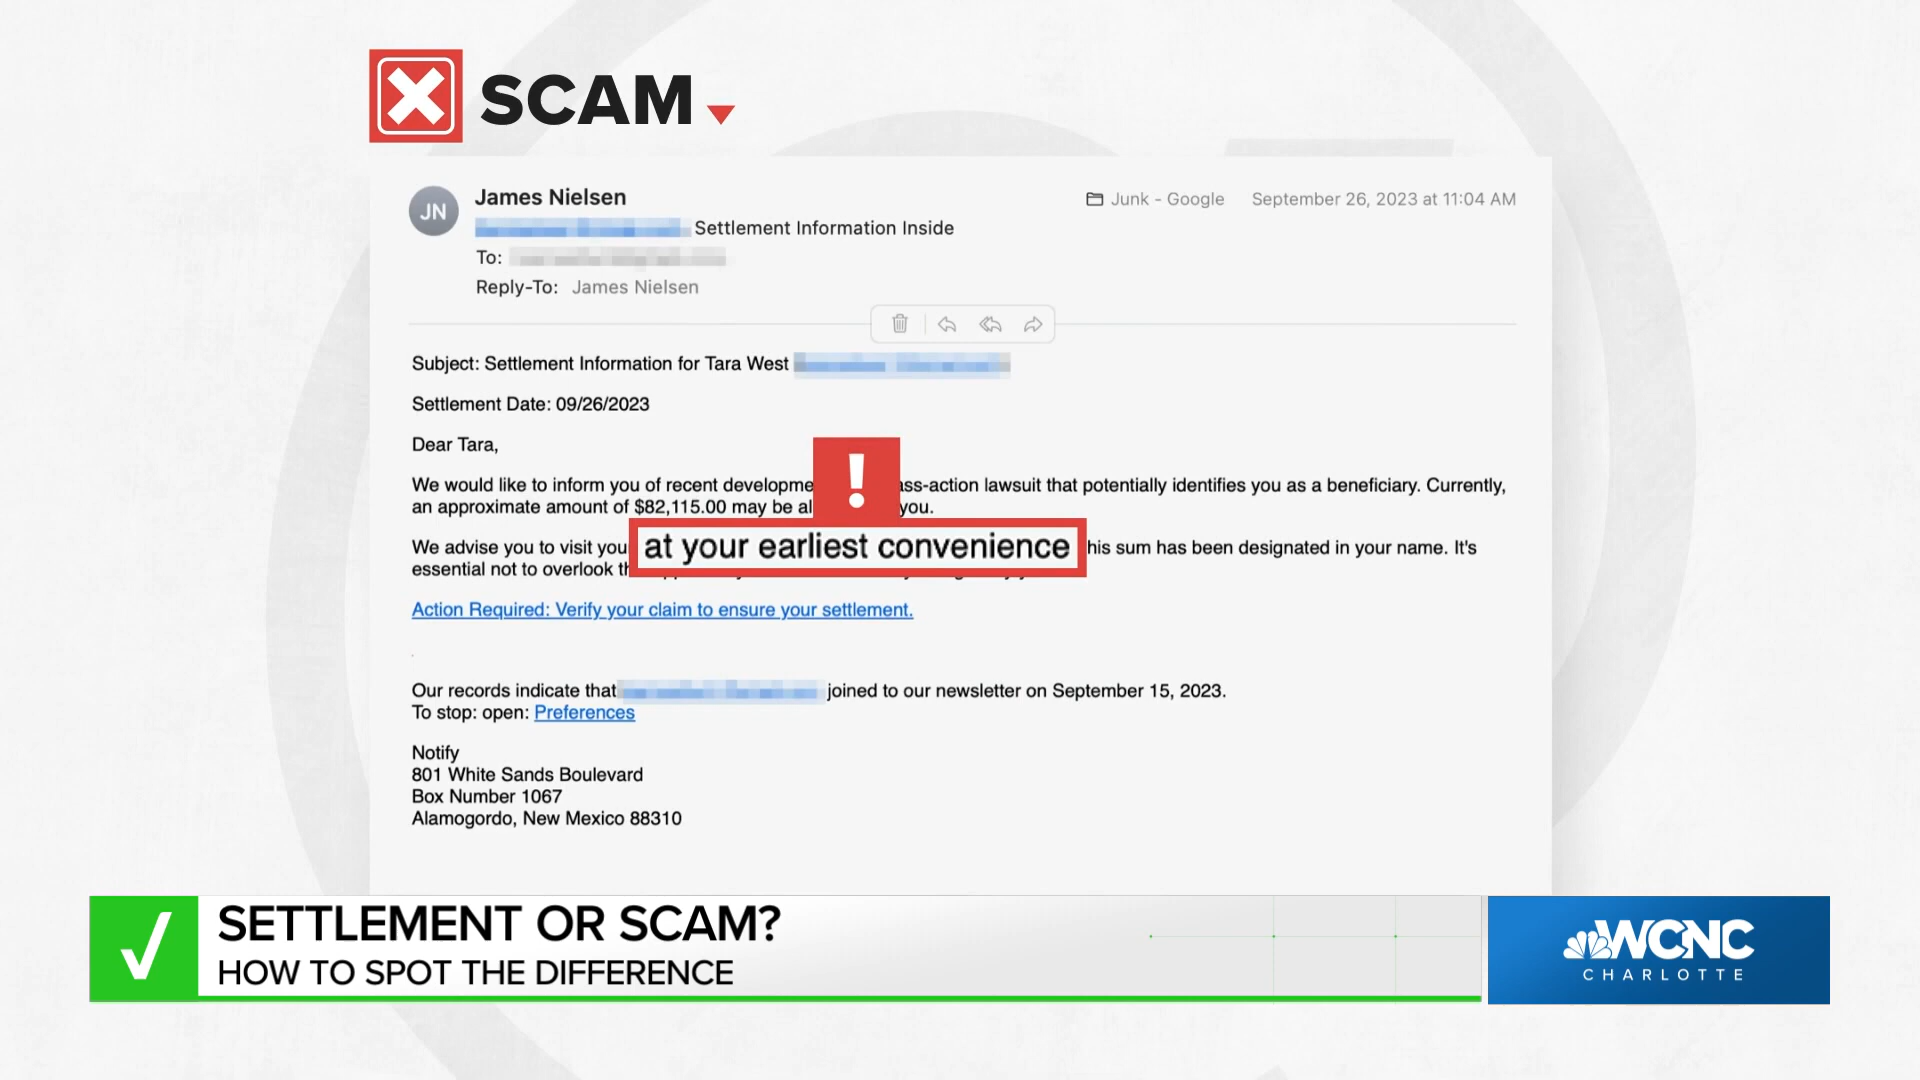 SCAM
JN
James Nielsen
Junk - Google
September 26, 2023 at 11:04 AM
Settlement Information Inside
To:
Reply-To: James Nielsen
Subject: Settlement Information for Tara West
Settlement Date: 09/26/2023
Dear Tara,
We would like to inform you of recent developme
ass-action lawsuit that potentially identifies you as a beneficiary. Currently,
an approximate amount of $82,115.00 may be al
you.
!
We advise you to visit you
at your earliest convenience
his sum has been designated in your name. It's
essential not to overlook th
Action Required: Verify your claim to ensure your settlement.
Our records indicate that
joined to our newsletter on September 15, 2023.
To stop: open: Preferences
Notify
801 White Sands Boulevard
Box Number 1067
Alamogordo, New Mexico 88310
SETTLEMENT OR SCAM?
HOW TO SPOT THE DIFFERENCE
WCNC
CHARLOTTE